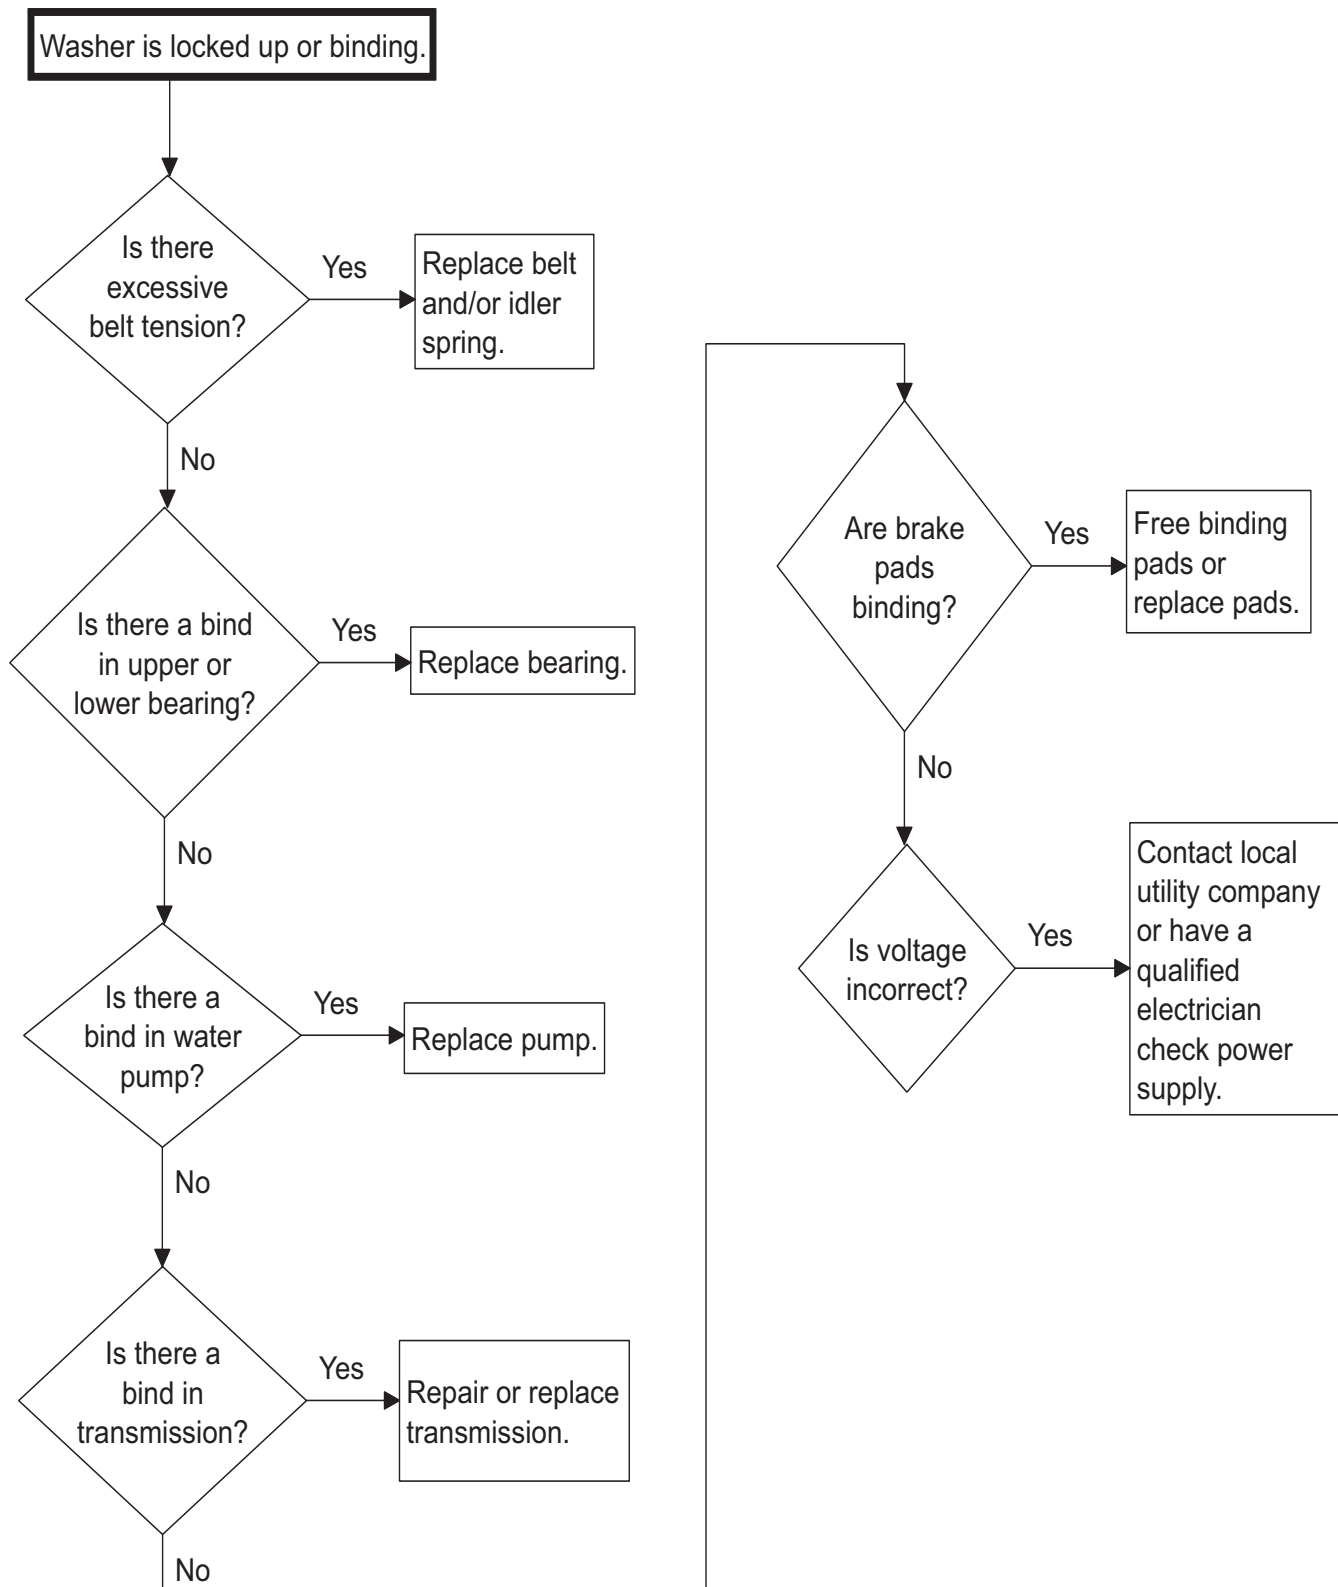 Washer is locked up or binding.
Is there
excessive
belt tension?
Yes
Replace belt
and/or idler
spring.
No
Is there a bind
in upper or
lower bearing?
Yes
Replace bearing.
No
Is there a
bind in water
pump?
Yes
Replace pump.
No
Is there a
bind in
transmission?
Yes
Repair or replace
transmission.
No
Are brake
pads
binding?
Yes
Free binding
pads or
replace pads.
No
Is voltage
incorrect?
Yes
Contact local
utility company
or have a
qualified
electrician
check power
supply.